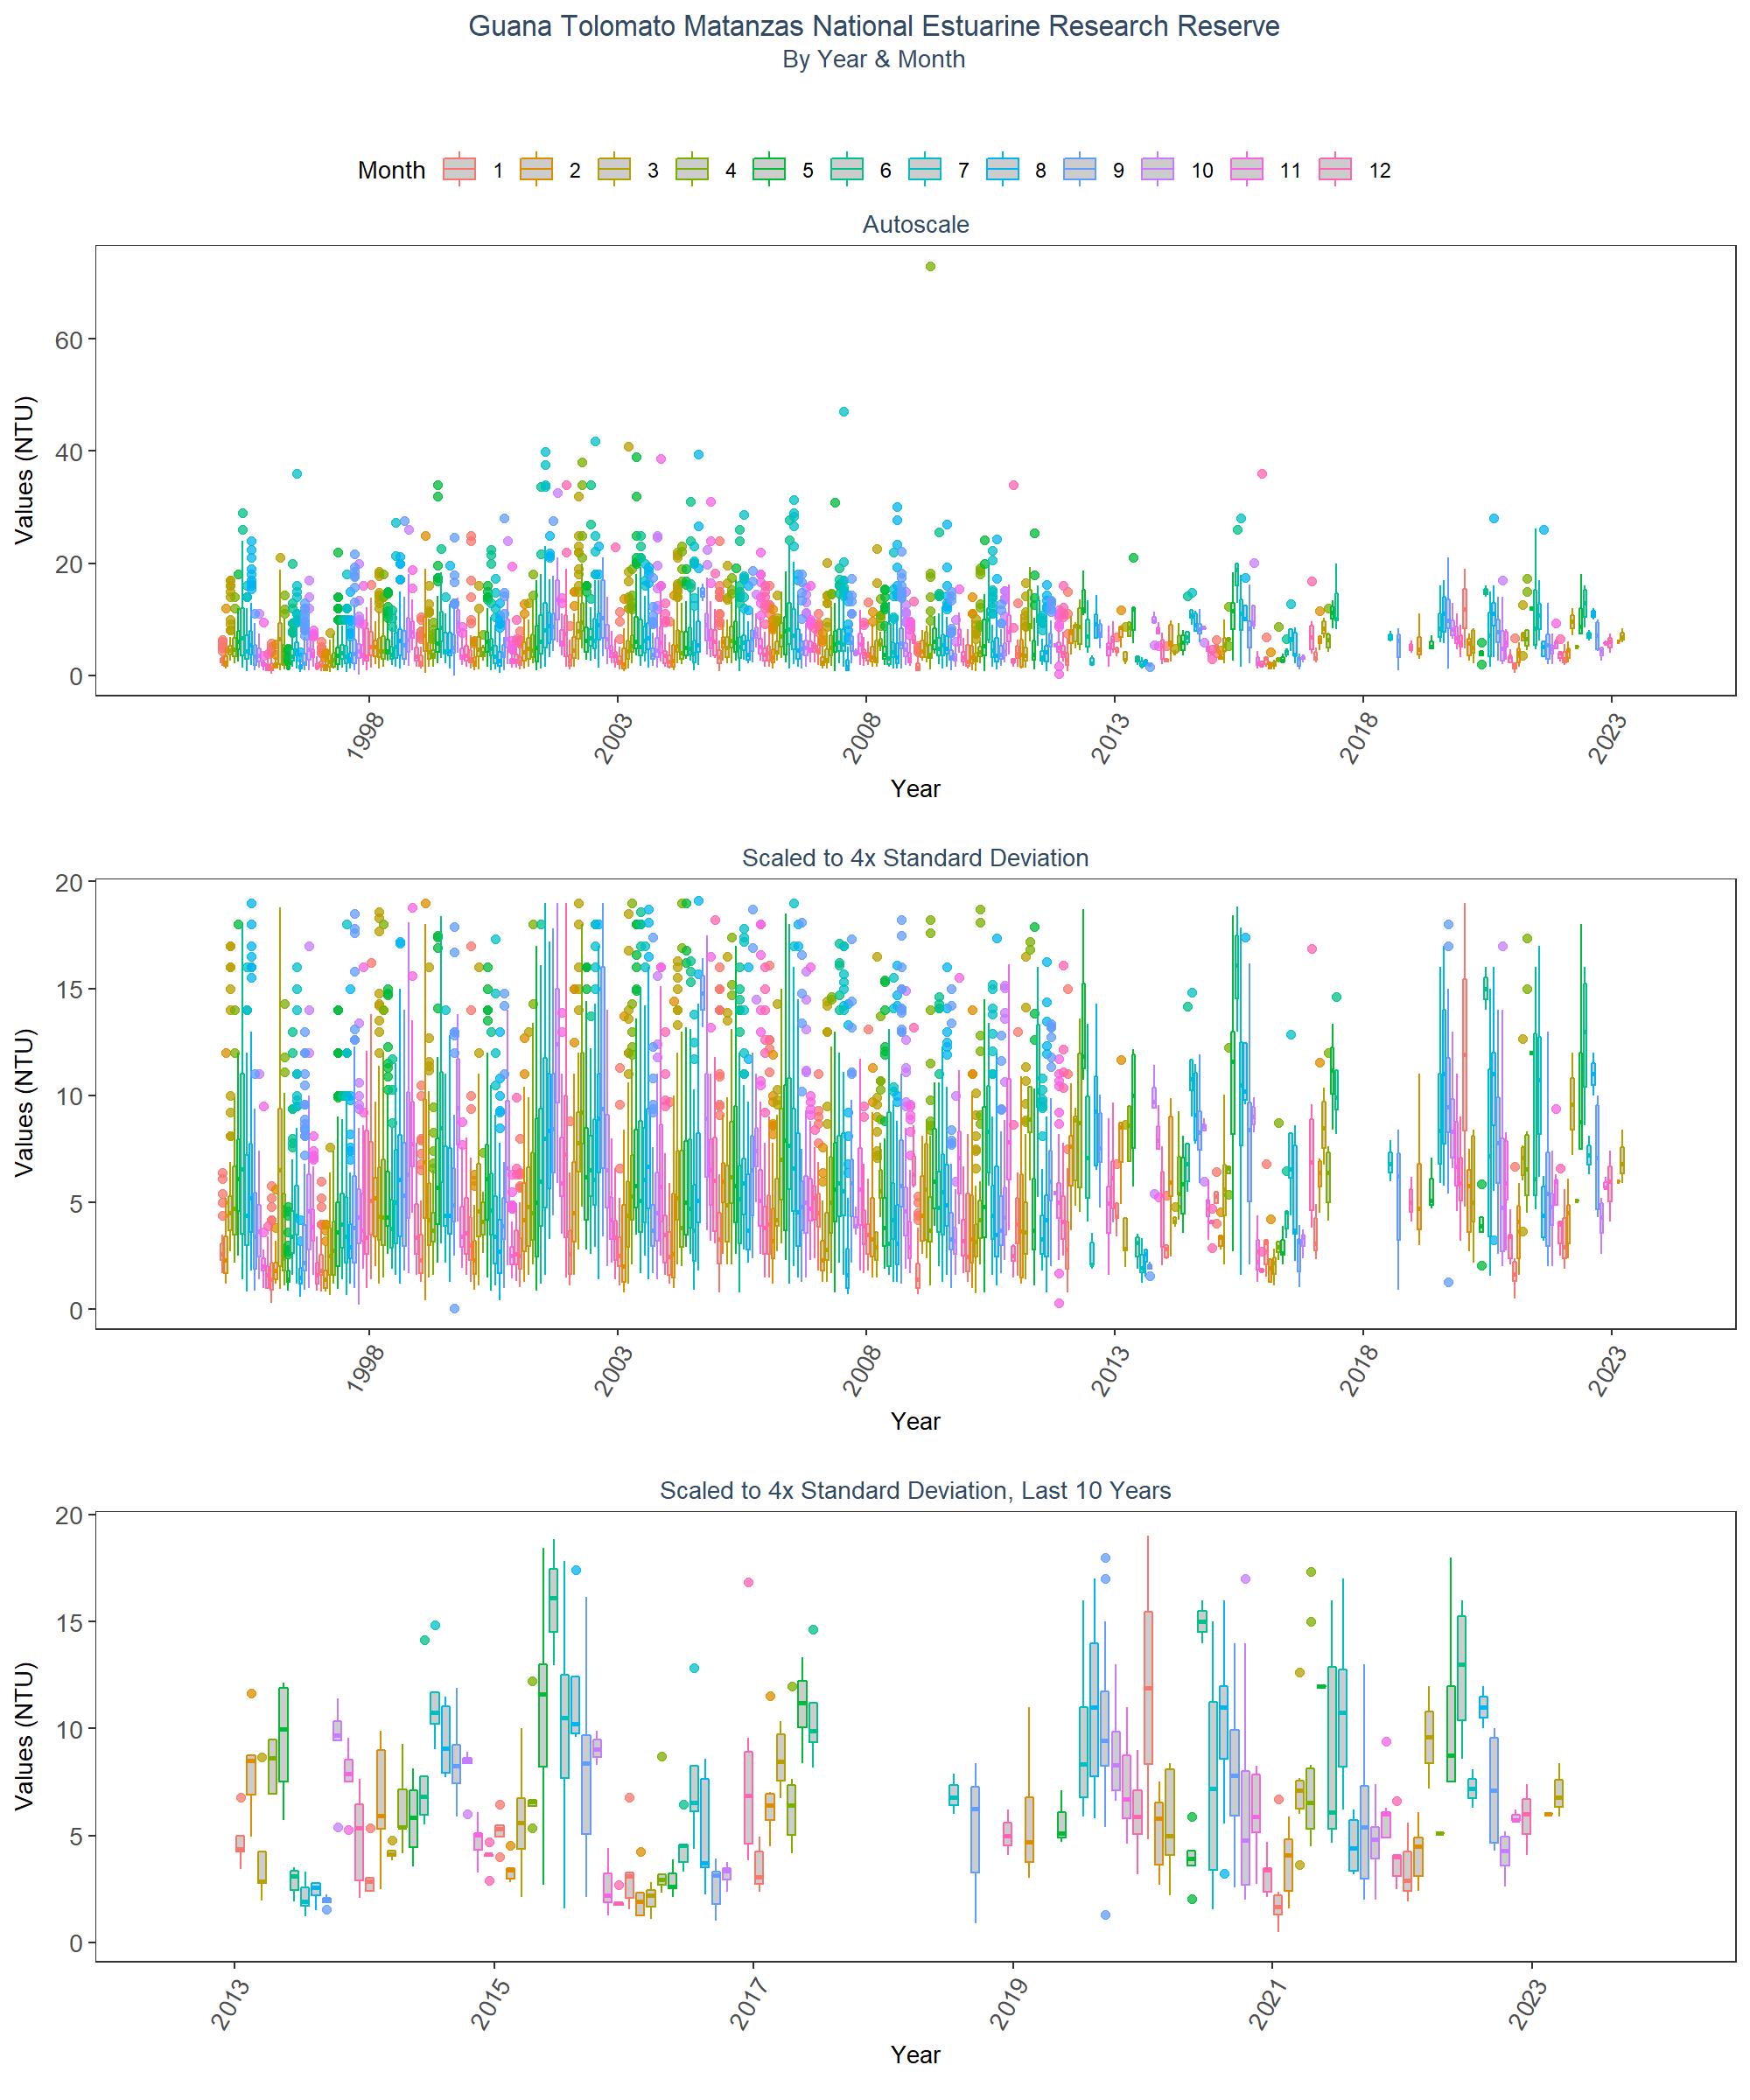 Guana Tolomato Matanzas National Estuarine Research Reserve
By Year & Month
Month 1 2 3 4 5 6 7 8 9 10 11 12
Autoscale
Values (NTU)
60
40
20
0
1998 2003 2008 2013 2018 2023
Year
Scaled to 4x Standard Deviation
Values (NTU)
20
15
10
5
0
1998 2003 2008 2013 2018 2023
Year
Scaled to 4x Standard Deviation, Last 10 Years
Values (NTU)
20
15
10
5
0
2013 2015 2017 2019 2021 2023
Year